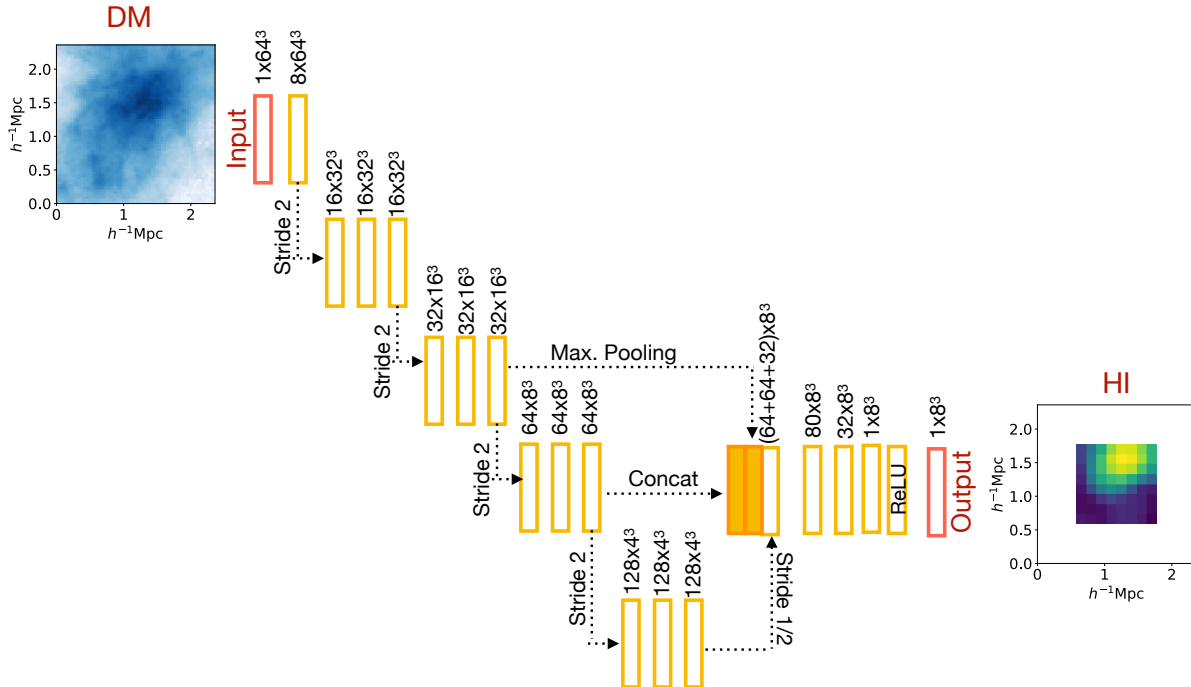 DM
2.0
1.5
1.0
0.5
0.0
h⁻¹Mpc
0
1
2
h⁻¹Mpc
Input
1x64³
8x64³
Stride 2
16x32³
16x32³
16x32³
Stride 2
32x16³
32x16³
32x16³
Max. Pooling
Stride 2
64x8³
64x8³
64x8³
Concat
Stride 2
128x4³
128x4³
128x4³
Stride 1/2
(64+64+32)x8³
80x8³
32x8³
1x8³
ReLU
1x8³
Output
HI
2.0
1.5
1.0
0.5
0.0
h⁻¹Mpc
0
1
2
h⁻¹Mpc